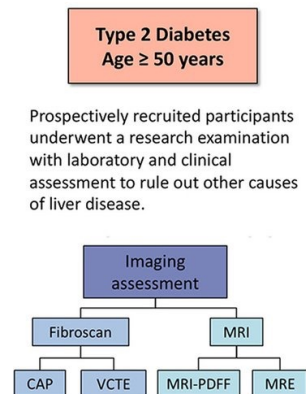 Type 2 Diabetes
Age ≥ 50 years
Prospectively recruited participants
underwent a research examination
with laboratory and clinical
assessment to rule out other causes
of liver disease.
Imaging
assessment
Fibroscan
MRI
CAP
VCTE
MRI-PDFF
MRE